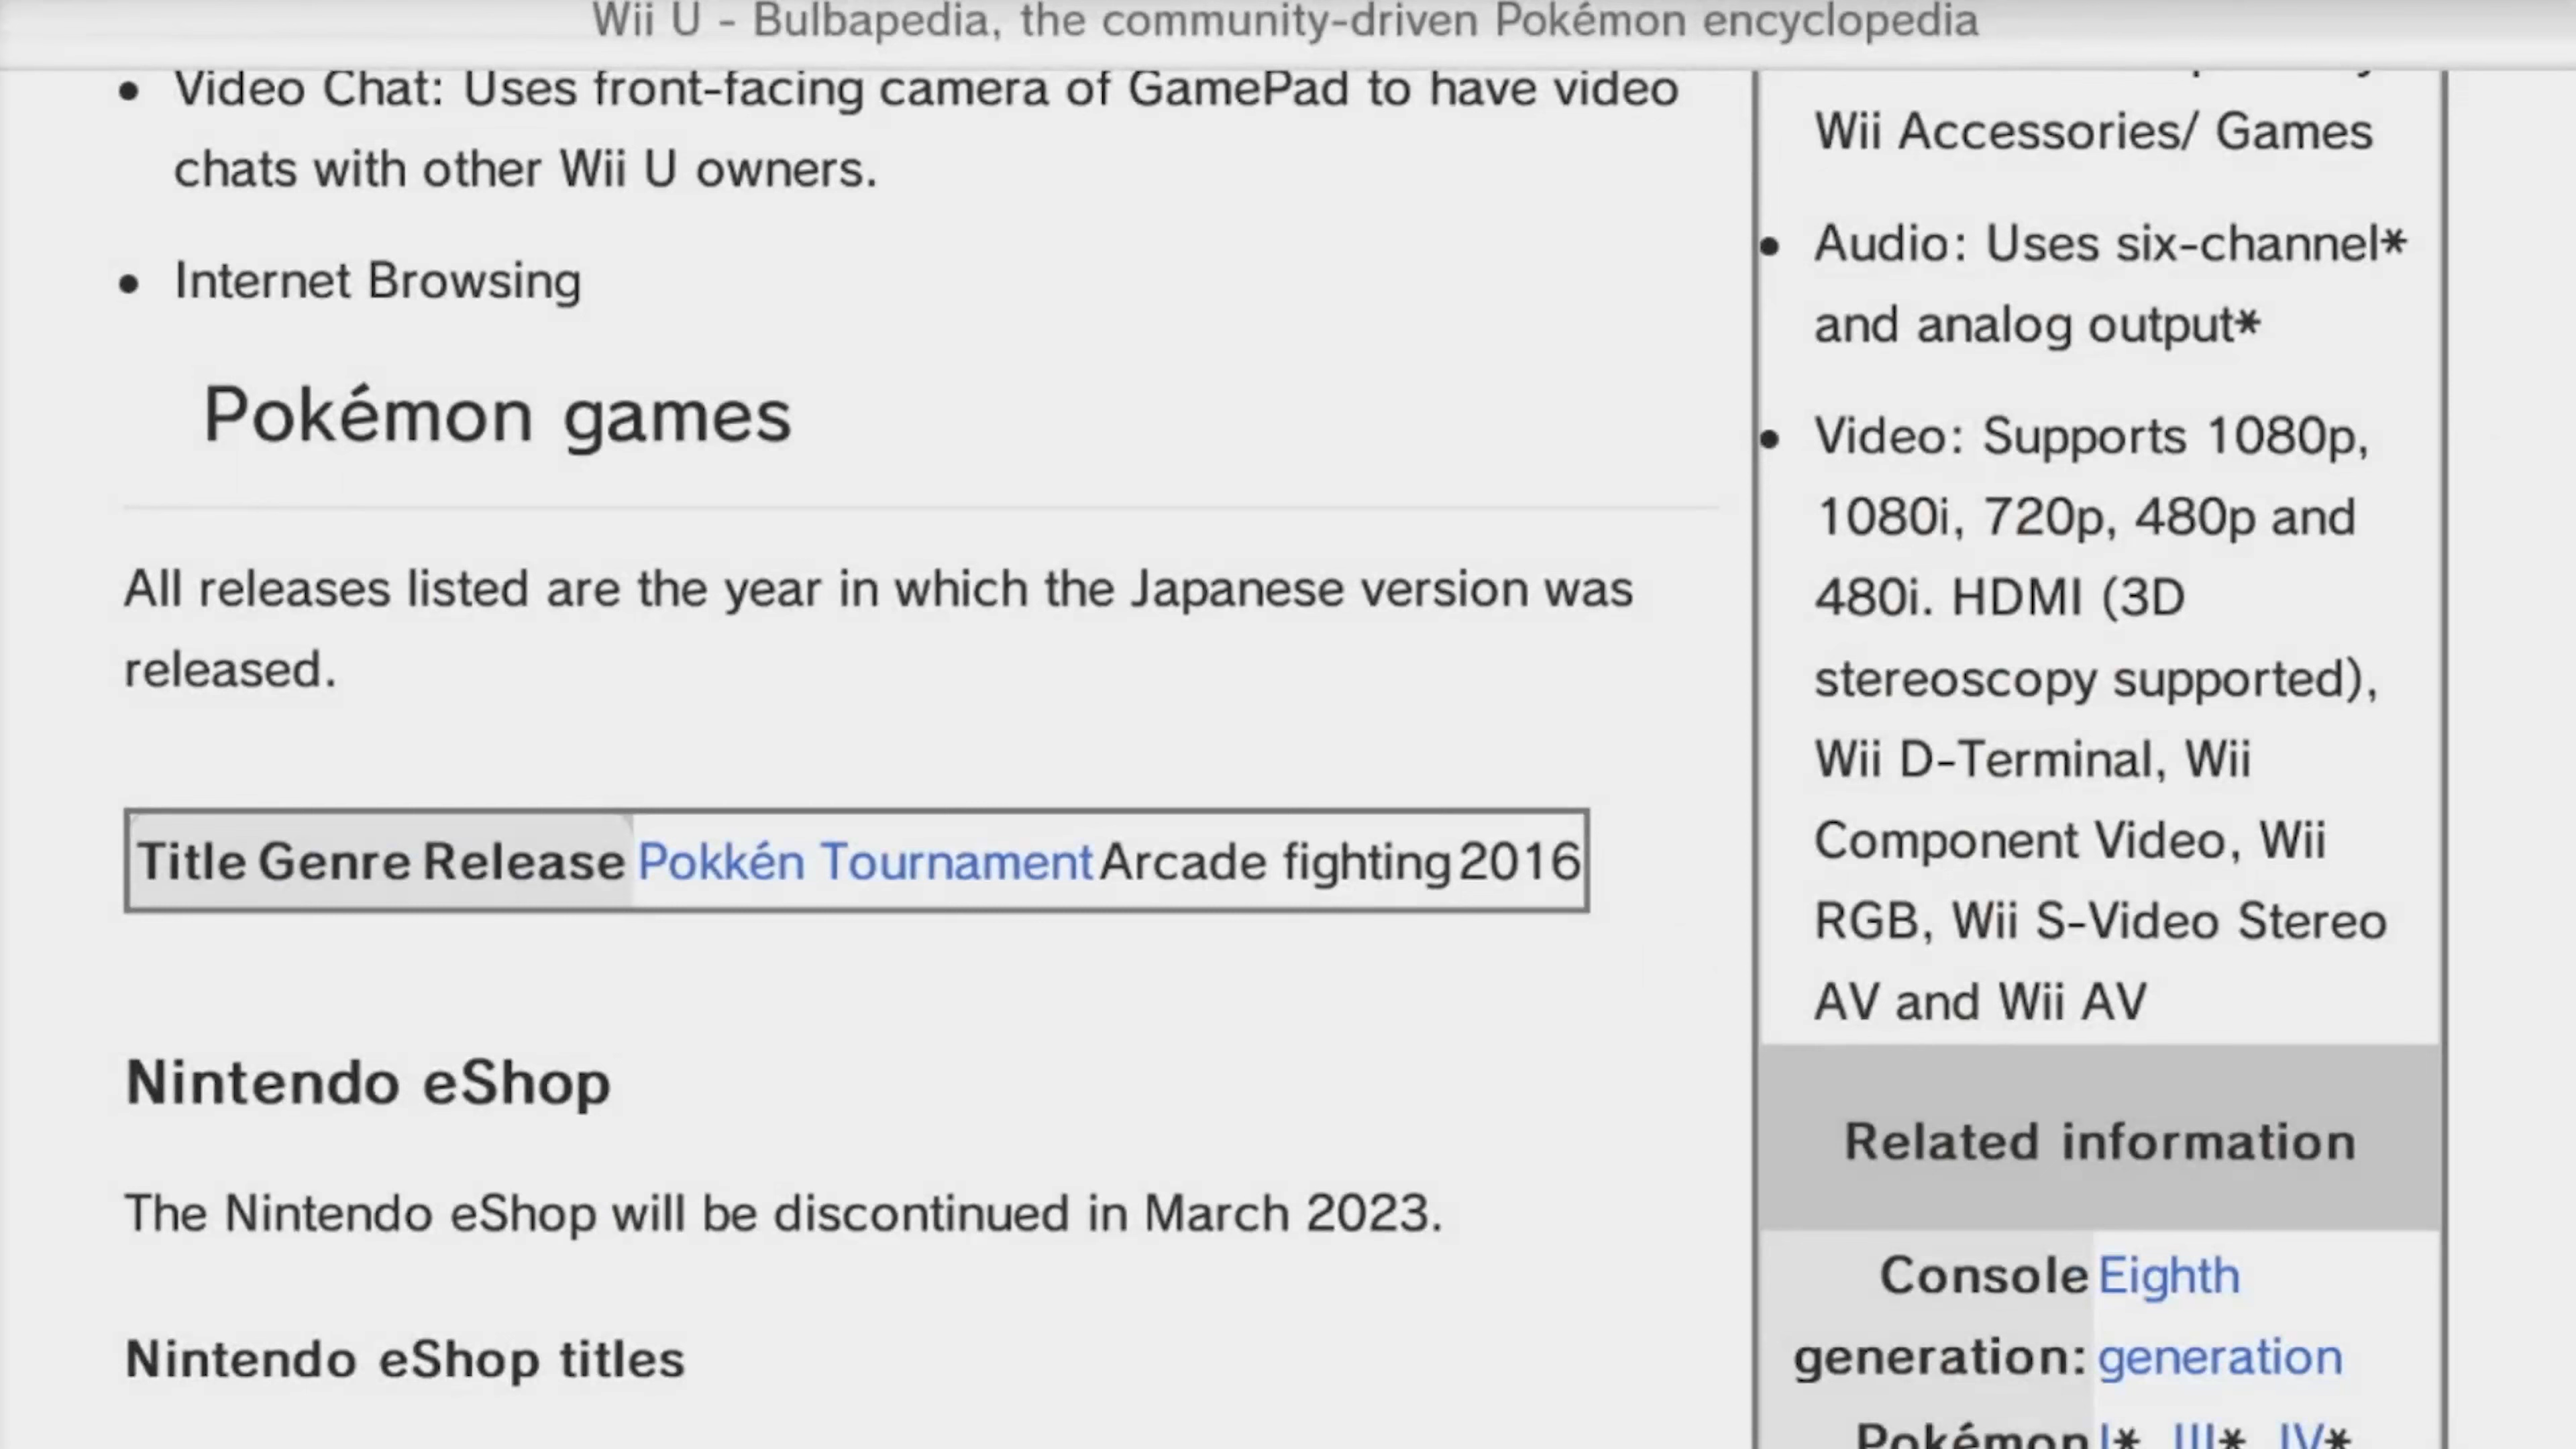 Wii U - Bulbapedia, the community-driven Pokémon encyclopedia
• Video Chat: Uses front-facing camera of GamePad to have video
chats with other Wii U owners.
• Internet Browsing
Pokémon games
All releases listed are the year in which the Japanese version was
released.
Title Genre Release Pokkén Tournament Arcade fighting 2016
Nintendo eShop
The Nintendo eShop will be discontinued in March 2023.
Nintendo eShop titles
Wii Accessories/ Games
• Audio: Uses six-channel*
and analog output*
• Video: Supports 1080p,
1080i, 720p, 480p and
480i. HDMI (3D
stereoscopy supported),
Wii D-Terminal, Wii
Component Video, Wii
RGB, Wii S-Video Stereo
AV and Wii AV
Related information
Console Eighth
generation: generation
Pokémon I*, III*, IV*